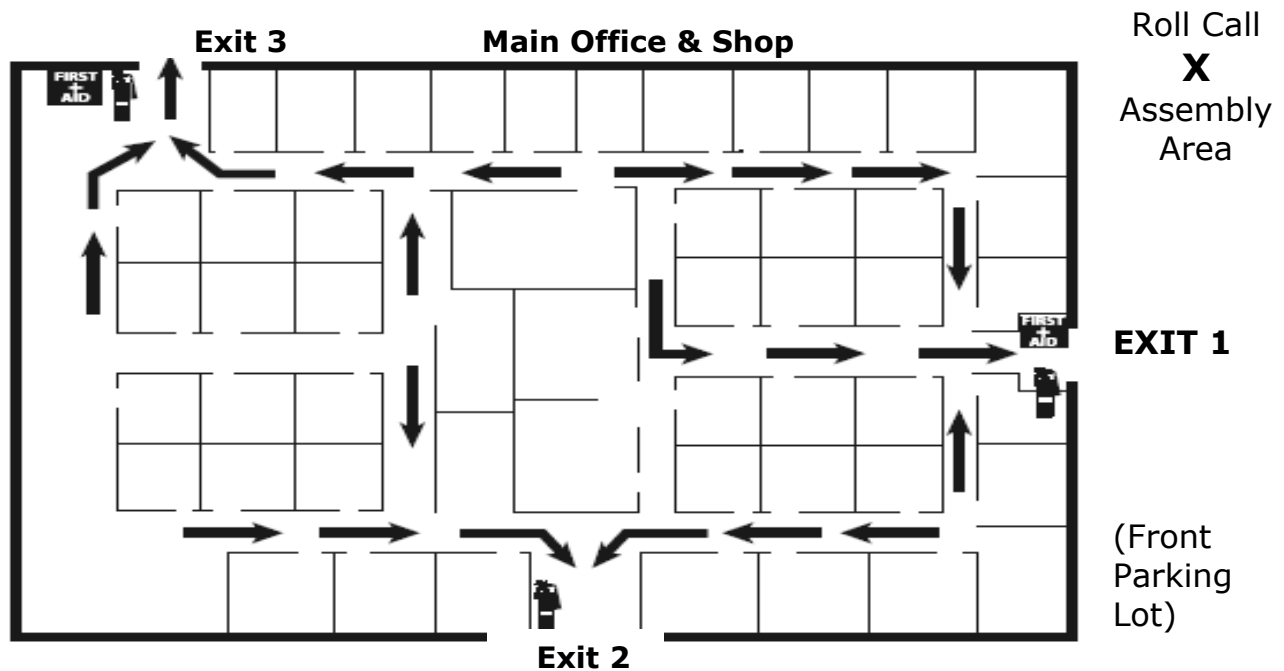 Exit 3
Main Office & Shop
Roll Call
X
Assembly
Area
FIRST
AID
FIRST
AID
EXIT 1
(Front
Parking
Lot)
Exit 2